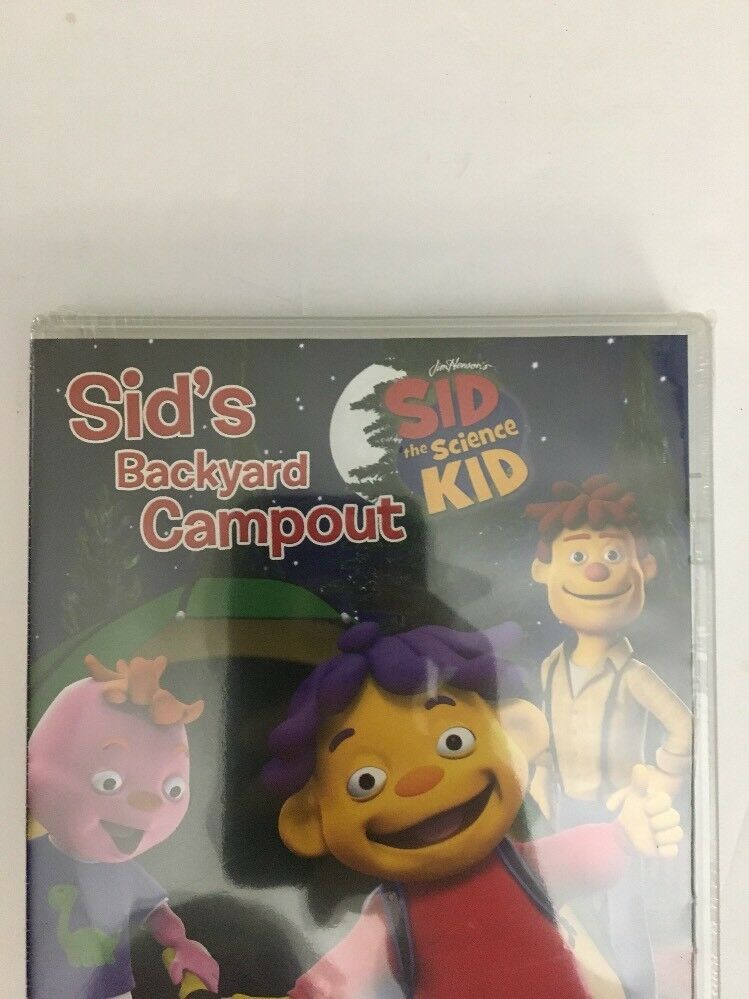 Sid's
Backyard
Campout
Jim Henson's
SID
the Science
KID